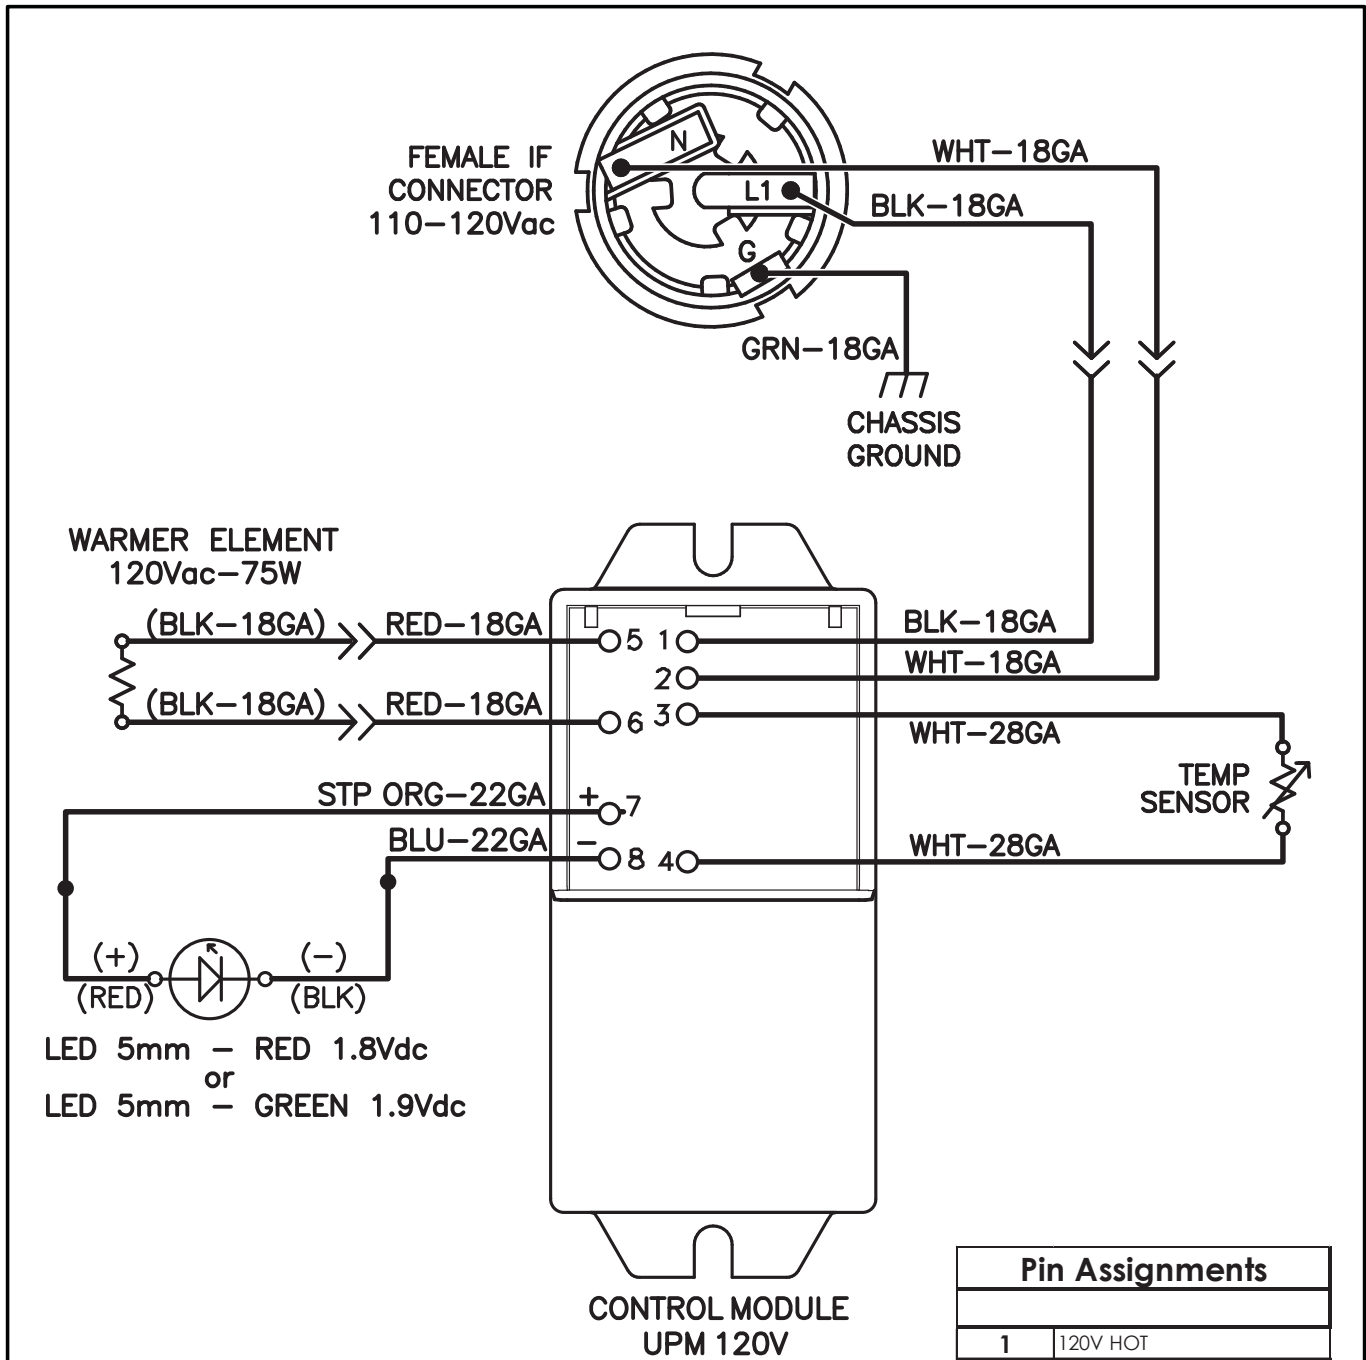 N
FEMALE IF
CONNECTOR
110-120Vac
WHT-18GA
L1
BLK-18GA
G
GRN-18GA
CHASSIS
GROUND
WARMER ELEMENT
120Vac-75W
(BLK-18GA)
RED-18GA
5
1
BLK-18GA
2
WHT-18GA
(BLK-18GA)
RED-18GA
6
3
WHT-28GA
TEMP
SENSOR
STP ORG-22GA
+
7
BLU-22GA
-
8
4
WHT-28GA
(+)
(-)
(RED)
(BLK)
LED 5mm - RED 1.8Vdc
or
LED 5mm - GREEN 1.9Vdc
CONTROL MODULE
UPM 120V
Pin Assignments
1 120V HOT